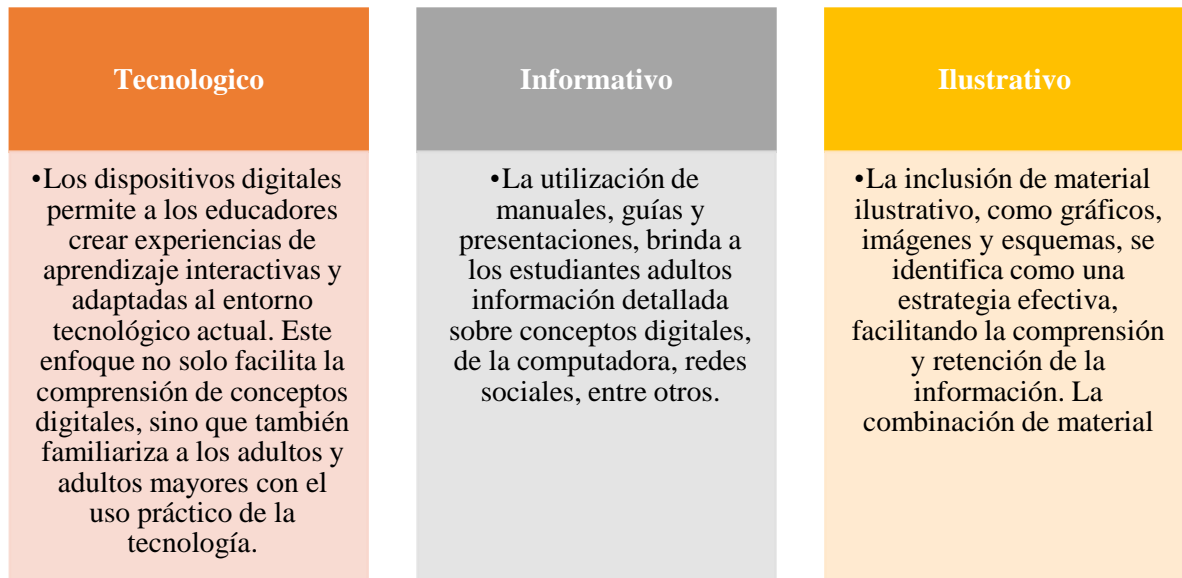 Tecnologico
•Los dispositivos digitales
permite a los educadores
crear experiencias de
aprendizaje interactivas y
adaptadas al entorno
tecnológico actual. Este
enfoque no solo facilita la
comprensión de conceptos
digitales, sino que también
familiariza a los adultos y
adultos mayores con el
uso práctico de la
tecnología.
Informativo
•La utilización de
manuales, guías y
presentaciones, brinda a
los estudiantes adultos
información detallada
sobre conceptos digitales,
de la computadora, redes
sociales, entre otros.
Ilustrativo
•La inclusión de material
ilustrativo, como gráficos,
imágenes y esquemas, se
identifica como una
estrategia efectiva,
facilitando la comprensión
y retención de la
información. La
combinación de material